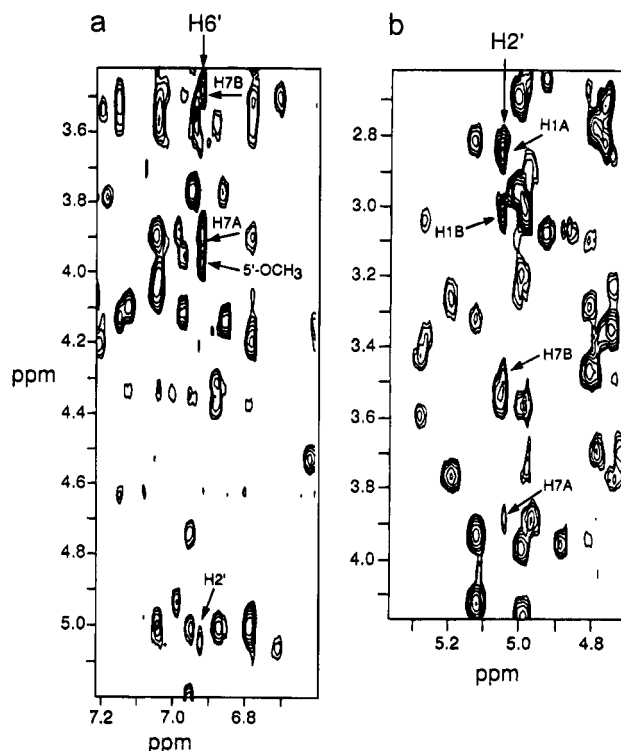 a
H6'
H7B
3.6
3.8
H7A
4.0
5'-OCH3
4.2
ppm
4.4
4.6
4.8
H2'
5.0
7.2 7.0 6.8
ppm
b
H2'
2.8
H1A
3.0
H1B
3.2
ppm
3.4
H7B
3.6
3.8
H7A
4.0
5.2 5.0 4.8
ppm